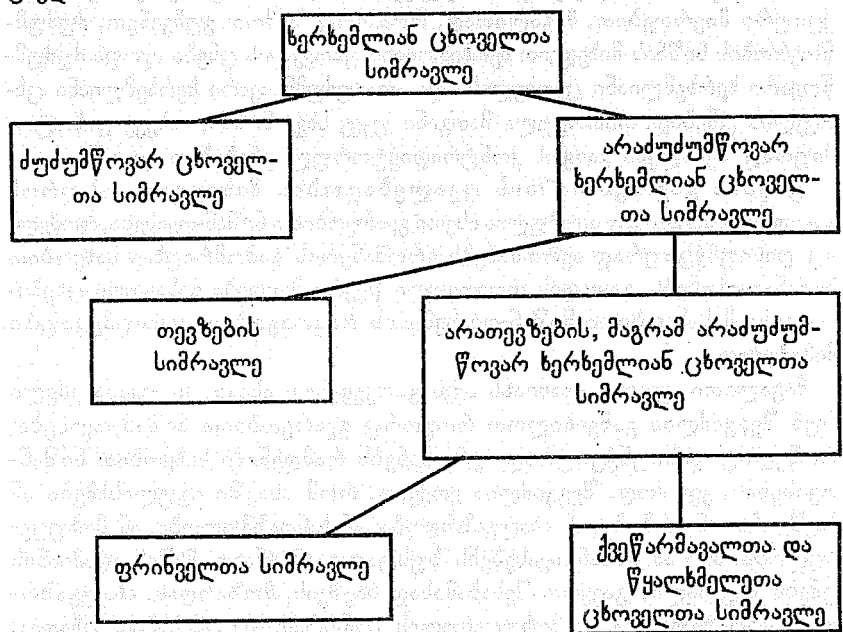 ხერხემლიან ცხოველთა
სიმრავლე
ძუძუმწოვარ ცხოველ-
თა სიმრავლე
არაძუძუმწოვარ
ხერხემლიან ცხოველ-
თა სიმრავლე
თევზების
სიმრავლე
არათევზების, მაგრამ არაძუძუმ-
წოვარ ხერხემლიან ცხოველთა
სიმრავლე
ფრინველთა სიმრავლე
ქვეწარმავალთა და
წყალხმელეთა
ცხოველთა სიმრავლე